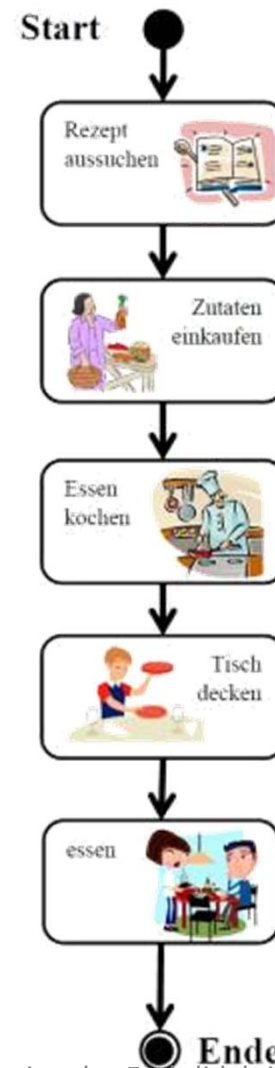 Start
Rezept
aussuchen
Zutaten
einkaufen
Essen
kochen
Tisch
decken
essen
Ende